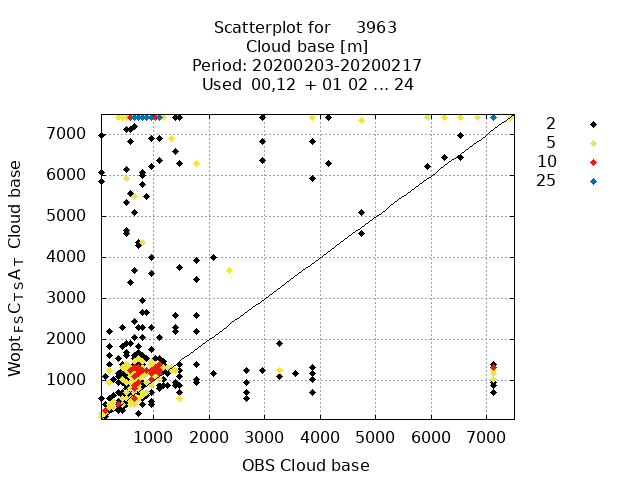 Scatterplot for 3963
Cloud base [m]
Period: 20200203-20200217
Used 00,12 + 01 02 ... 24
2
5
10
25
7000
6000
5000
4000
3000
2000
1000
Wopt FS C TS A T Cloud base
1000 2000 3000 4000 5000 6000 7000
OBS Cloud base